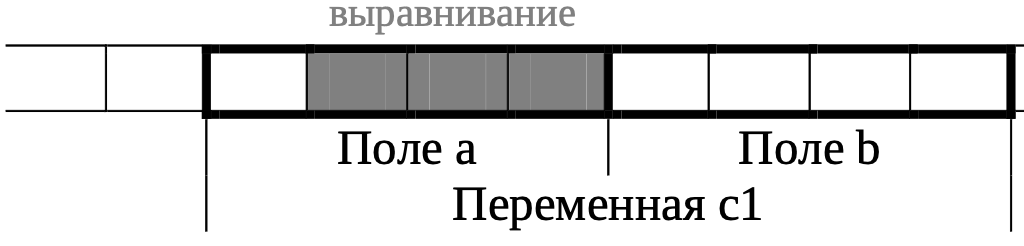 выравнивание
Поле a
Поле b
Переменная c1